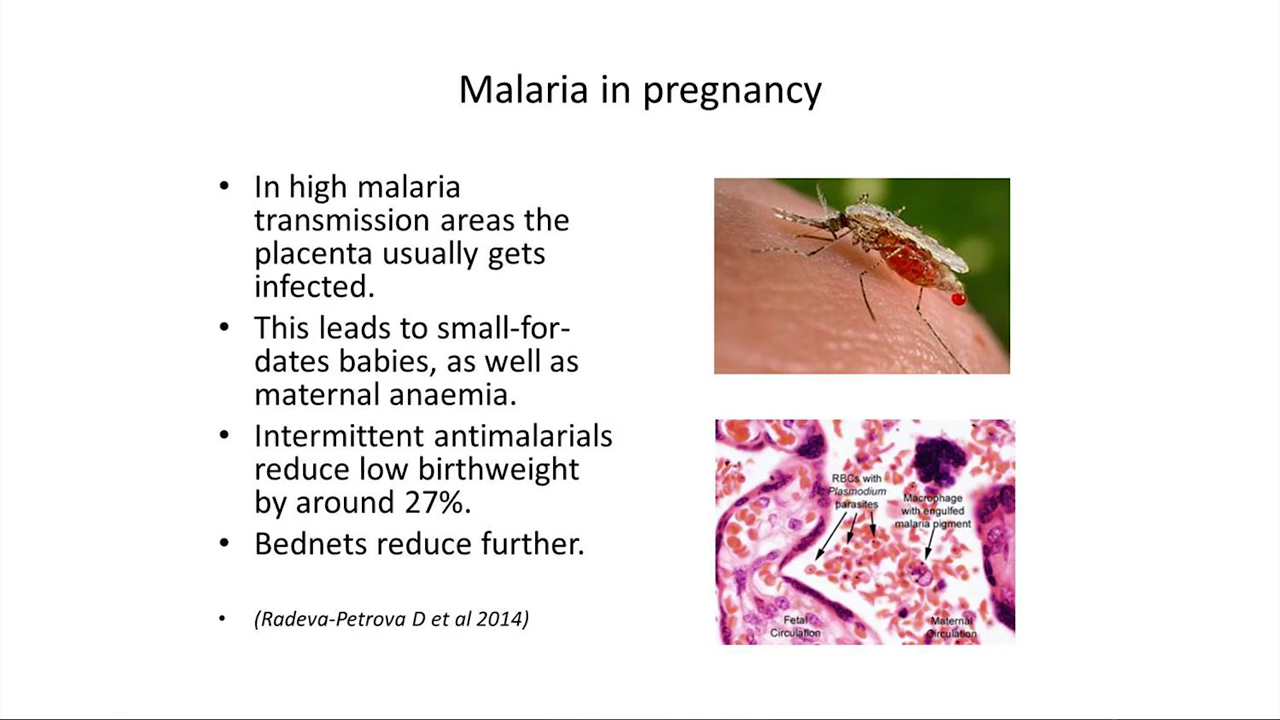 Malaria in pregnancy
• In high malaria
transmission areas the
placenta usually gets
infected.
• This leads to small-for-
dates babies, as well as
maternal anaemia.
• Intermittent antimalarials
reduce low birthweight
by around 27%.
• Bednets reduce further.
• (Radeva-Petrova D et al 2014)
RBCs with
Plasmodium
parasites
Macrophage
with engulfed
malaria pigment
Fetal
Circulation
Maternal
Circulation